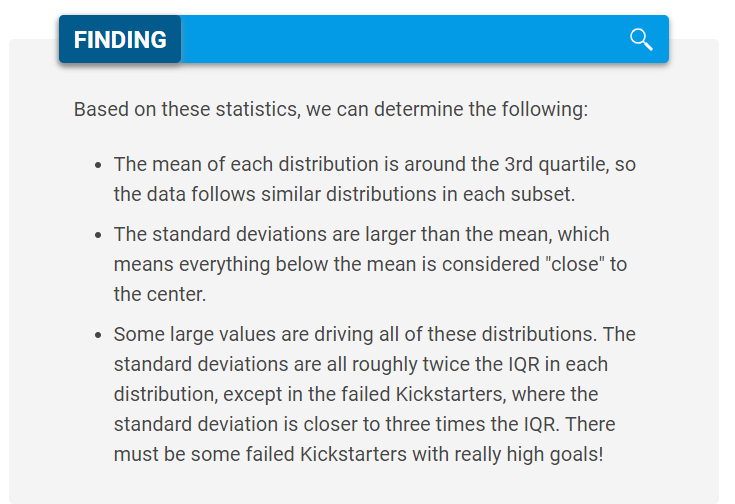 FINDING
Based on these statistics, we can determine the following:
• The mean of each distribution is around the 3rd quartile, so
the data follows similar distributions in each subset.
• The standard deviations are larger than the mean, which
means everything below the mean is considered "close" to
the center.
• Some large values are driving all of these distributions. The
standard deviations are all roughly twice the IQR in each
distribution, except in the failed Kickstarters, where the
standard deviation is closer to three times the IQR. There
must be some failed Kickstarters with really high goals!